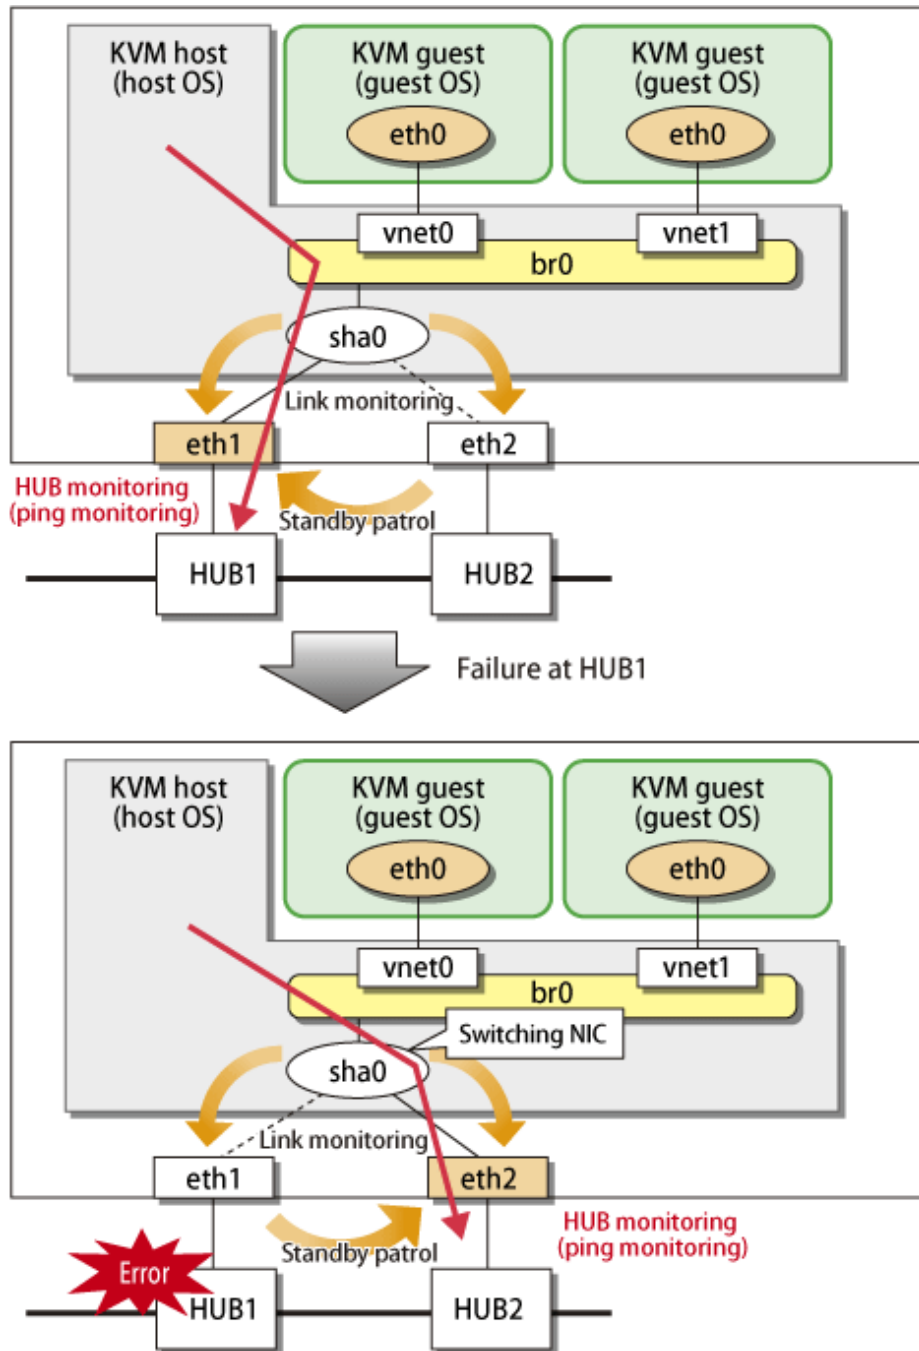 KVM host
(host OS)
KVM guest
(guest OS)
KVM guest
(guest OS)
eth0
eth0
vnet0
vnet1
br0
sha0
Link monitoring
eth1
eth2
HUB monitoring
(ping monitoring)
Standby patrol
HUB1
HUB2
Failure at HUB1
KVM host
(host OS)
KVM guest
(guest OS)
KVM guest
(guest OS)
eth0
eth0
vnet0
vnet1
br0
Switching NIC
sha0
Link monitoring
eth1
eth2
HUB monitoring
(ping monitoring)
Standby patrol
Error
HUB1
HUB2